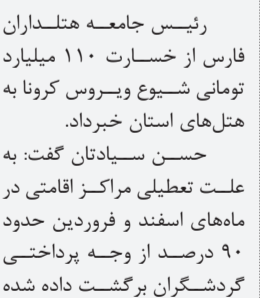 رئیس جامعه هتلداران
فارس از خسارت ۱۱۰ میلیارد
تومانی شیوع ویروس کرونا به
هتل‌های استان خبرداد.
حسن سیادتان گفت: به
علت تعطیلی مراکز اقامتی در
ماه‌های اسفند و فروردین حدود
۹۰ درصد از وجه پرداختی
گردشگران برگشت داده شده